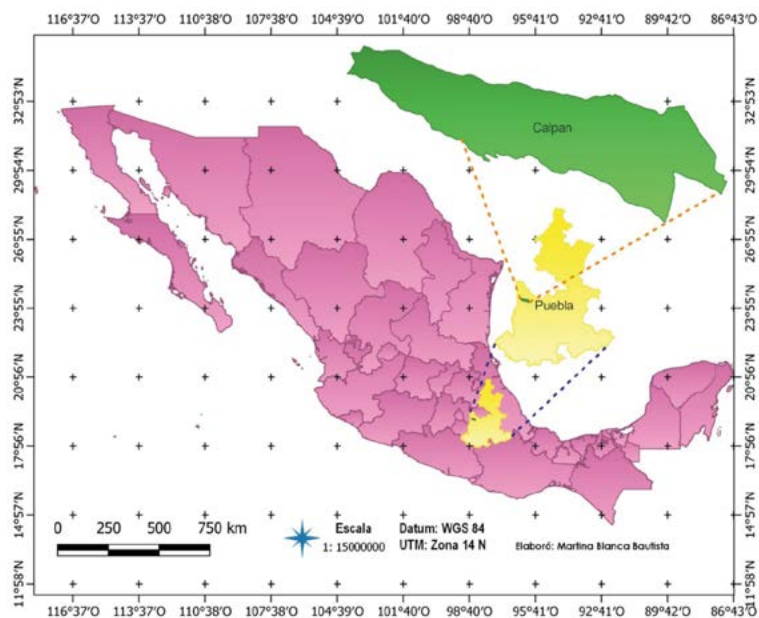 116°37'O 113°37'O 110°38'O 107°38'O 104°39'O 101°40'O 98°40'O 95°41'O 92°41'O 89°42'O 86°43'O
32°53'N 32°53'N
Calpan
29°54'N 29°54'N
26°55'N 26°55'N
23°55'N Puebla 23°55'N
20°56'N 20°56'N
17°56'N 17°56'N
14°57'N 14°57'N
0 250 500 750 km
Escala
1: 15000000
Datum: WGS 84
UTM: Zona 14 N
Elaboró: Martina Blanca Bautista
11°58'N 11°58'N
116°37'O 113°37'O 110°38'O 107°38'O 104°39'O 101°40'O 98°40'O 95°41'O 92°41'O 89°42'O 86°43'O